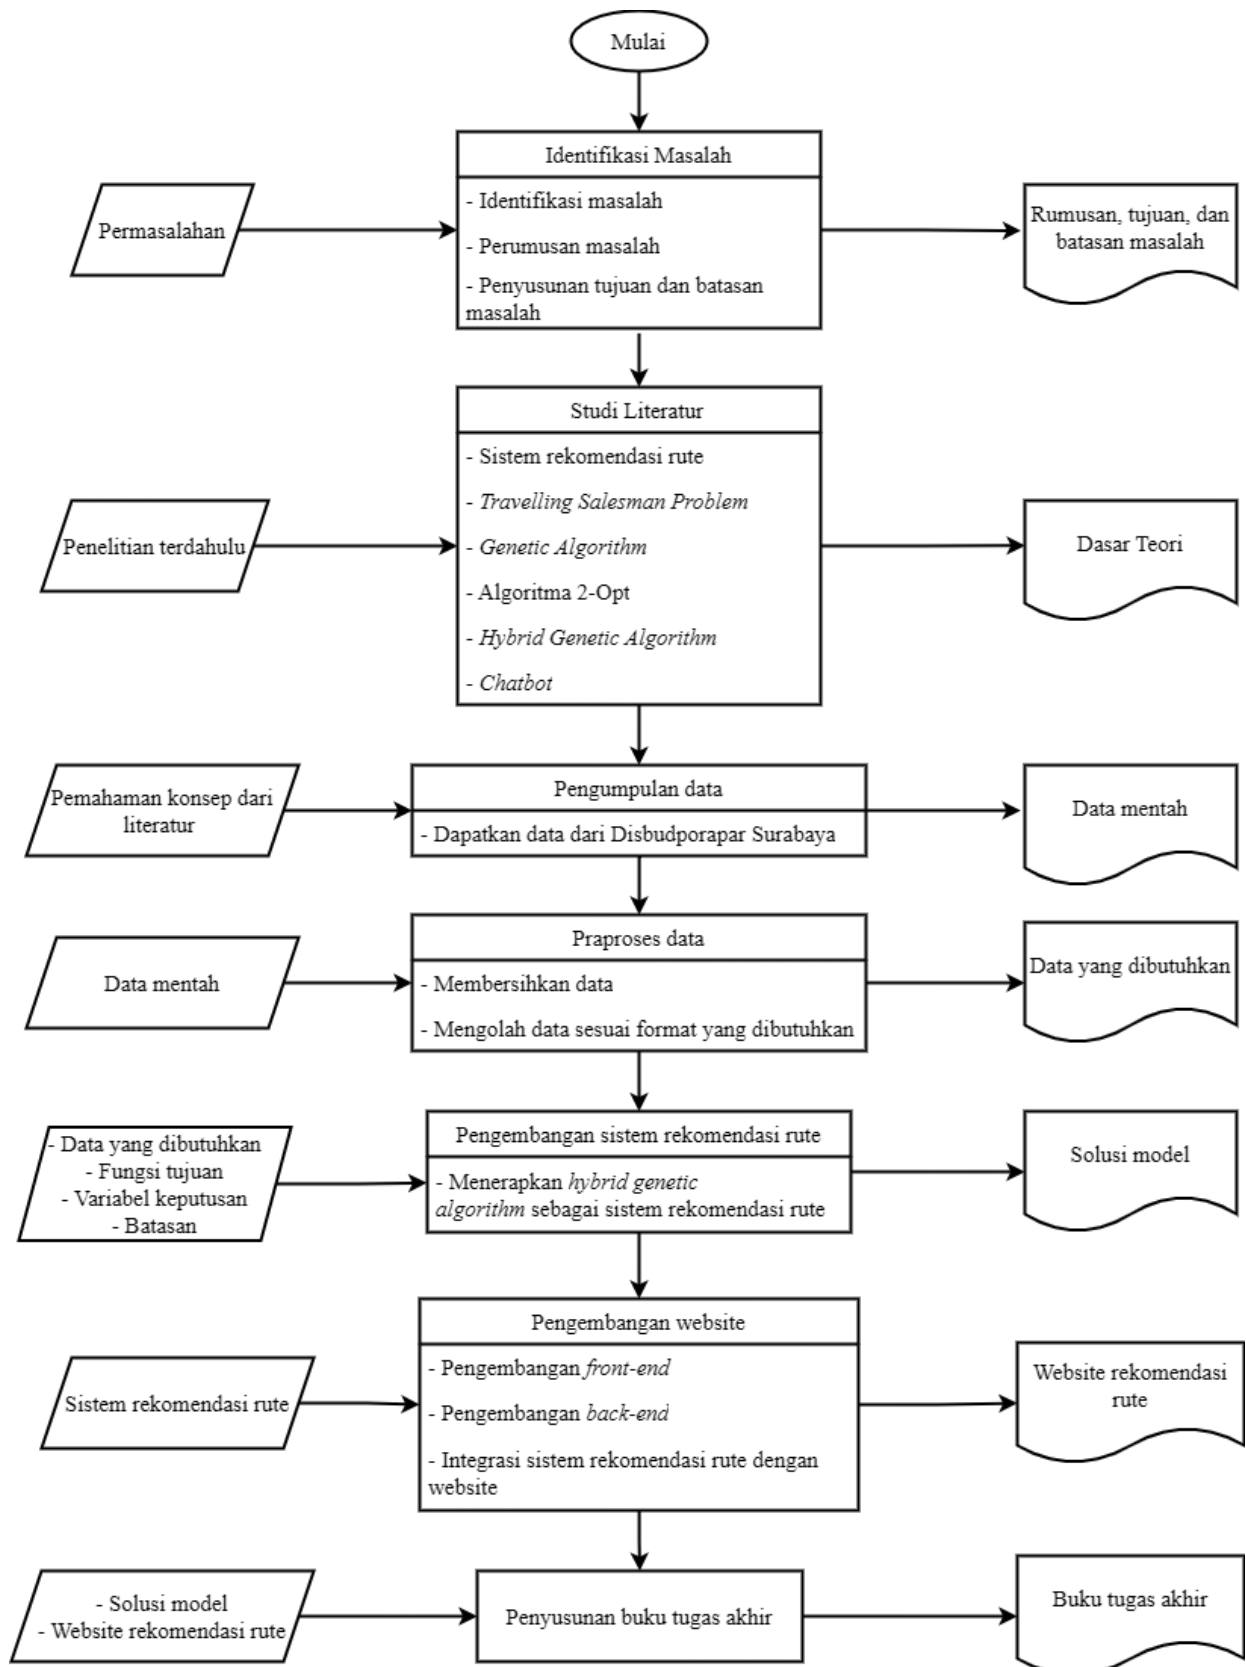 Mulai
Identifikasi Masalah
- Identifikasi masalah
- Perumusan masalah
- Penyusunan tujuan dan batasan
masalah
Permasalahan
Rumusan, tujuan, dan
batasan masalah
Studi Literatur
- Sistem rekomendasi rute
- Travelling Salesman Problem
- Genetic Algorithm
- Algoritma 2-Opt
- Hybrid Genetic Algorithm
- Chatbot
Penelitian terdahulu
Dasar Teori
Pemahaman konsep dari
literatur
Pengumpulan data
- Dapatkan data dari Disbudporapar Surabaya
Data mentah
Data mentah
Praproses data
- Membersihkan data
- Mengolah data sesuai format yang dibutuhkan
Data yang dibutuhkan
- Data yang dibutuhkan
- Fungsi tujuan
- Variabel keputusan
- Batasan
Pengembangan sistem rekomendasi rute
- Menerapkan hybrid genetic
algorithm sebagai sistem rekomendasi rute
Solusi model
Sistem rekomendasi rute
Pengembangan website
- Pengembangan front-end
- Pengembangan back-end
- Integrasi sistem rekomendasi rute dengan
website
Website rekomendasi
rute
- Solusi model
- Website rekomendasi rute
Penyusunan buku tugas akhir
Buku tugas akhir